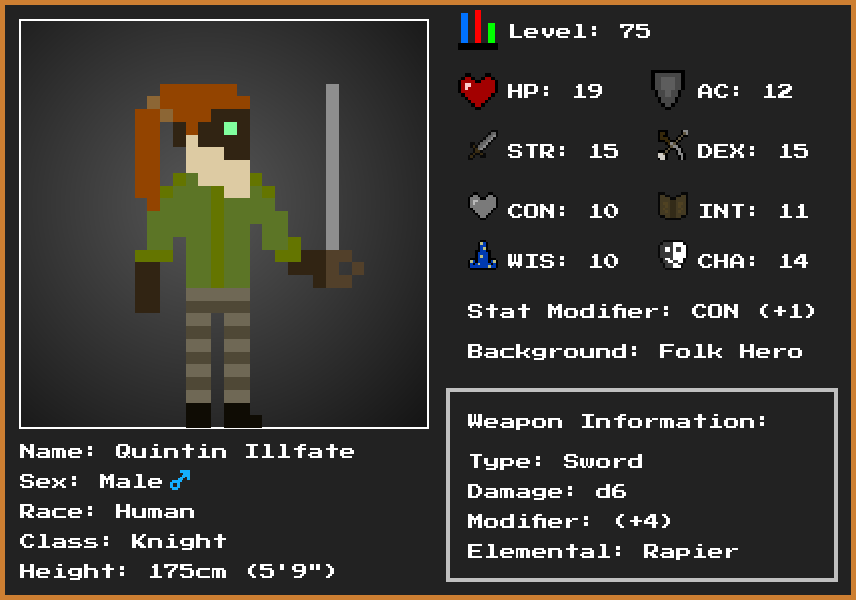 Level: 75
HP: 19
AC: 12
STR: 15
DEX: 15
CON: 10
INT: 11
WIS: 10
CHA: 14
Stat Modifier: CON (+1)
Background: Folk Hero
Weapon Information:
Type: Sword
Damage: d6
Modifier: (+4)
Elemental: Rapier
Name: Quintin Illfate
Sex: Male ♂
Race: Human
Class: Knight
Height: 175cm (5'9")